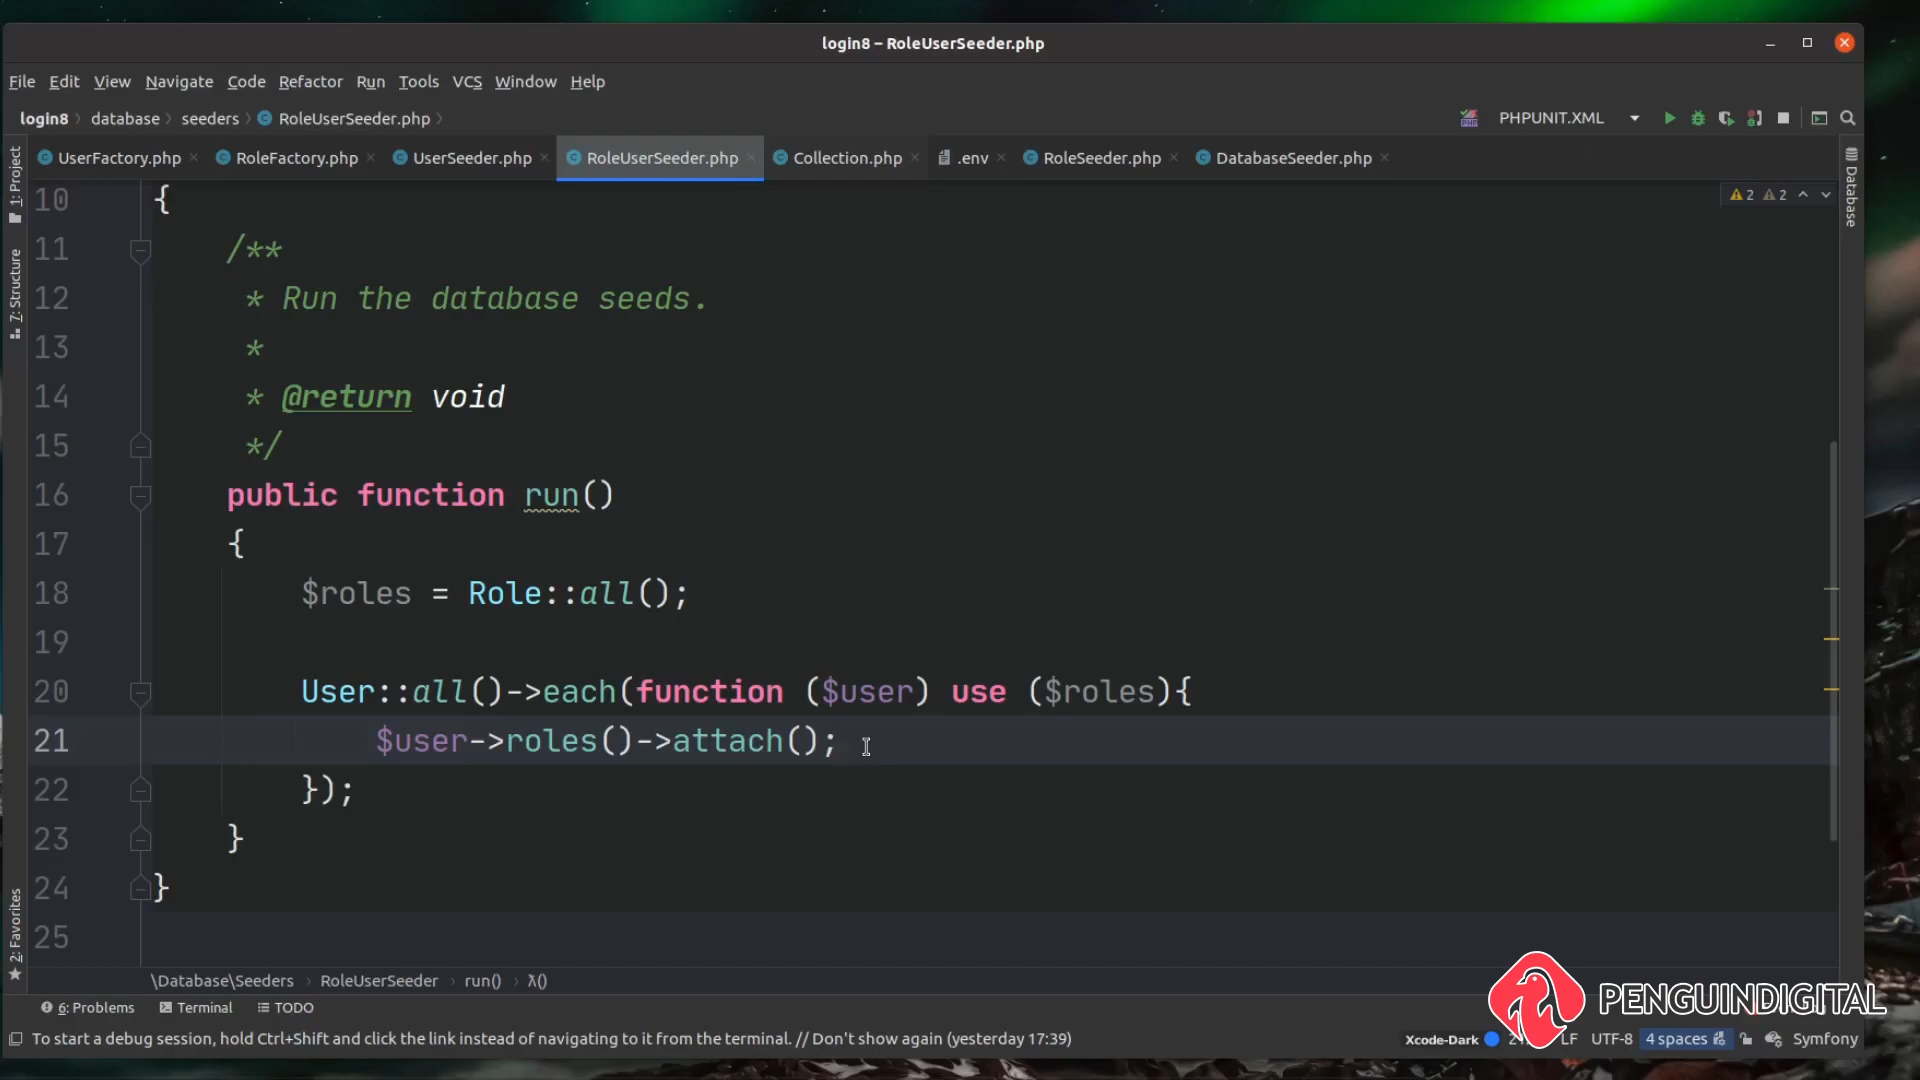 login8 – RoleUserSeeder.php
File Edit View Navigate Code Refactor Run Tools VCS Window Help
login8 database seeders RoleUserSeeder.php
PHPUNIT.XML
UserFactory.php RoleFactory.php UserSeeder.php RoleUserSeeder.php Collection.php .env RoleSeeder.php DatabaseSeeder.php
1: Project
7: Structure
2: Favorites
Database
2 2
10 {
11 /**
12 * Run the database seeds.
13 *
14 * @return void
15 */
16 public function run()
17 {
18 $roles = Role::all();
19
20 User::all()->each(function ($user) use ($roles){
21 $user->roles()->attach();
22 });
23 }
24 }
25
\Database\Seeders RoleUserSeeder run() λ()
6: Problems Terminal TODO
PENGUINDIGITAL
To start a debug session, hold Ctrl+Shift and click the link instead of navigating to it from the terminal. // Don't show again (yesterday 17:39)
Xcode-Dark LF UTF-8 4 spaces Symfony